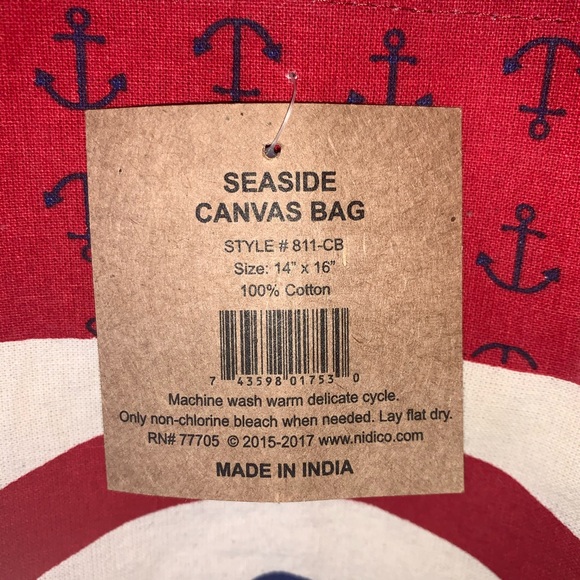 SEASIDE
CANVAS BAG
STYLE # 811-CB
Size: 14” x 16”
100% Cotton
7 43598 01753 0
Machine wash warm delicate cycle.
Only non-chlorine bleach when needed. Lay flat dry.
RN# 77705 © 2015-2017 www.nidico.com
MADE IN INDIA